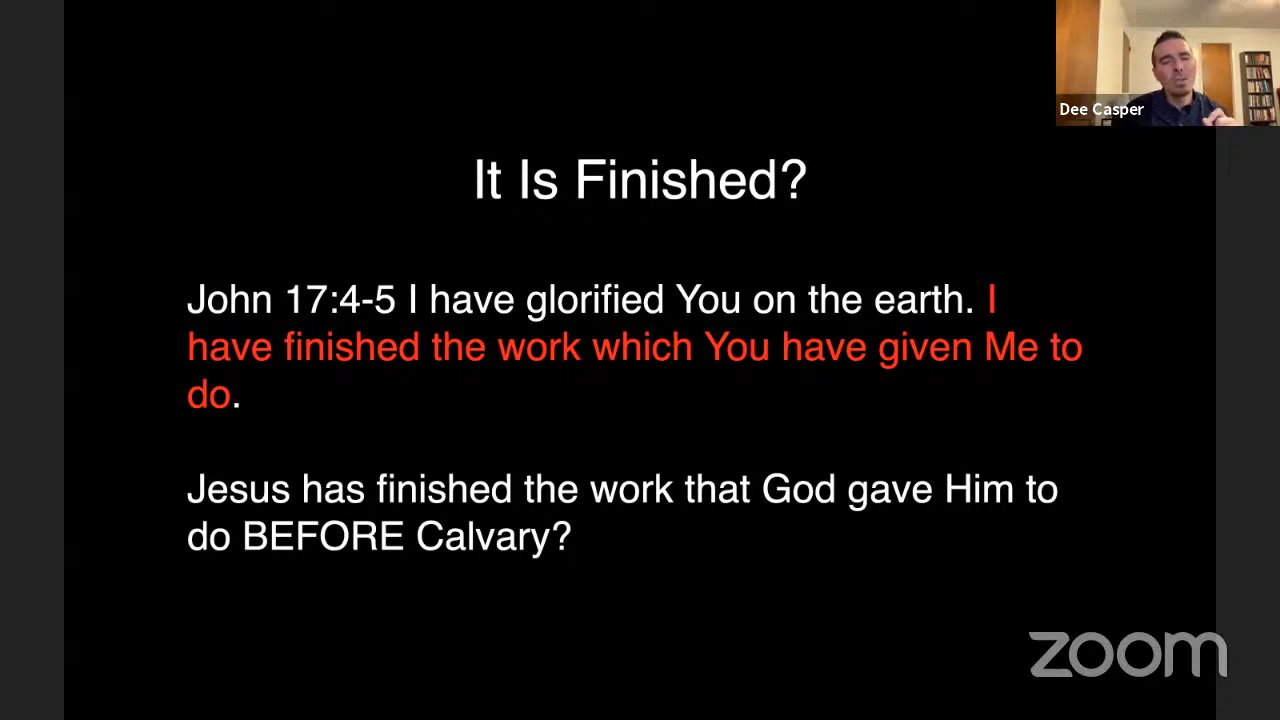 Dee Casper
It Is Finished?
John 17:4-5 I have glorified You on the earth. I
have finished the work which You have given Me to
do.
Jesus has finished the work that God gave Him to
do BEFORE Calvary?
zoom